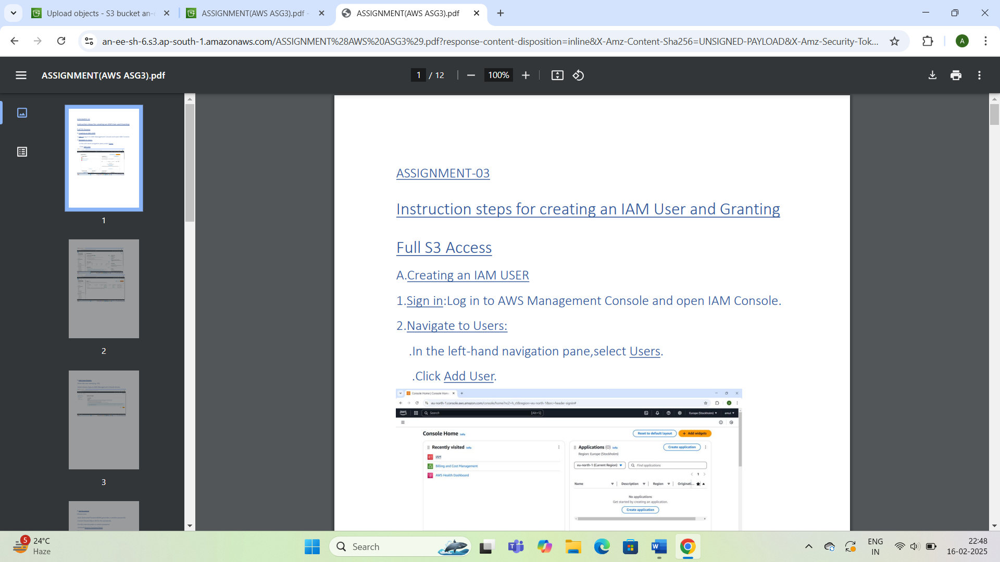 Upload objects - S3 bucket an-e
ASSIGNMENT(AWS ASG3).pdf -
ASSIGNMENT(AWS ASG3).pdf
an-ee-sh-6.s3.ap-south-1.amazonaws.com/ASSIGNMENT%28AWS%20ASG3%29.pdf?response-content-disposition=inline&X-Amz-Content-Sha256=UNSIGNED-PAYLOAD&X-Amz-Security-Tok...
A
ASSIGNMENT(AWS ASG3).pdf
1 / 12
100%
1
2
3
ASSIGNMENT-03
Instruction steps for creating an IAM User and Granting
Full S3 Access
A.Creating an IAM USER
1.Sign in:Log in to AWS Management Console and open IAM Console.
2.Navigate to Users:
.In the left-hand navigation pane,select Users.
.Click Add User.
Console Home | Console Home
eu-north-1.console.aws.amazon.com/console/home?nc2=h_ct&region=eu-north-1&src=header-signin#
aws
Search
[Alt+S]
Europe (Stockholm)
amul
Console Home Info
Reset to default layout
+ Add widgets
Recently visited Info
IAM
Billing and Cost Management
AWS Health Dashboard
Applications (0) Info
Region: Europe (Stockholm)
Create application
eu-north-1 (Current Region)
Find applications
1
Name
Description
Region
Originati...
No applications
Get started by creating an application.
Create application
5
24°C
Haze
Search
ENG
IN
22:48
16-02-2025